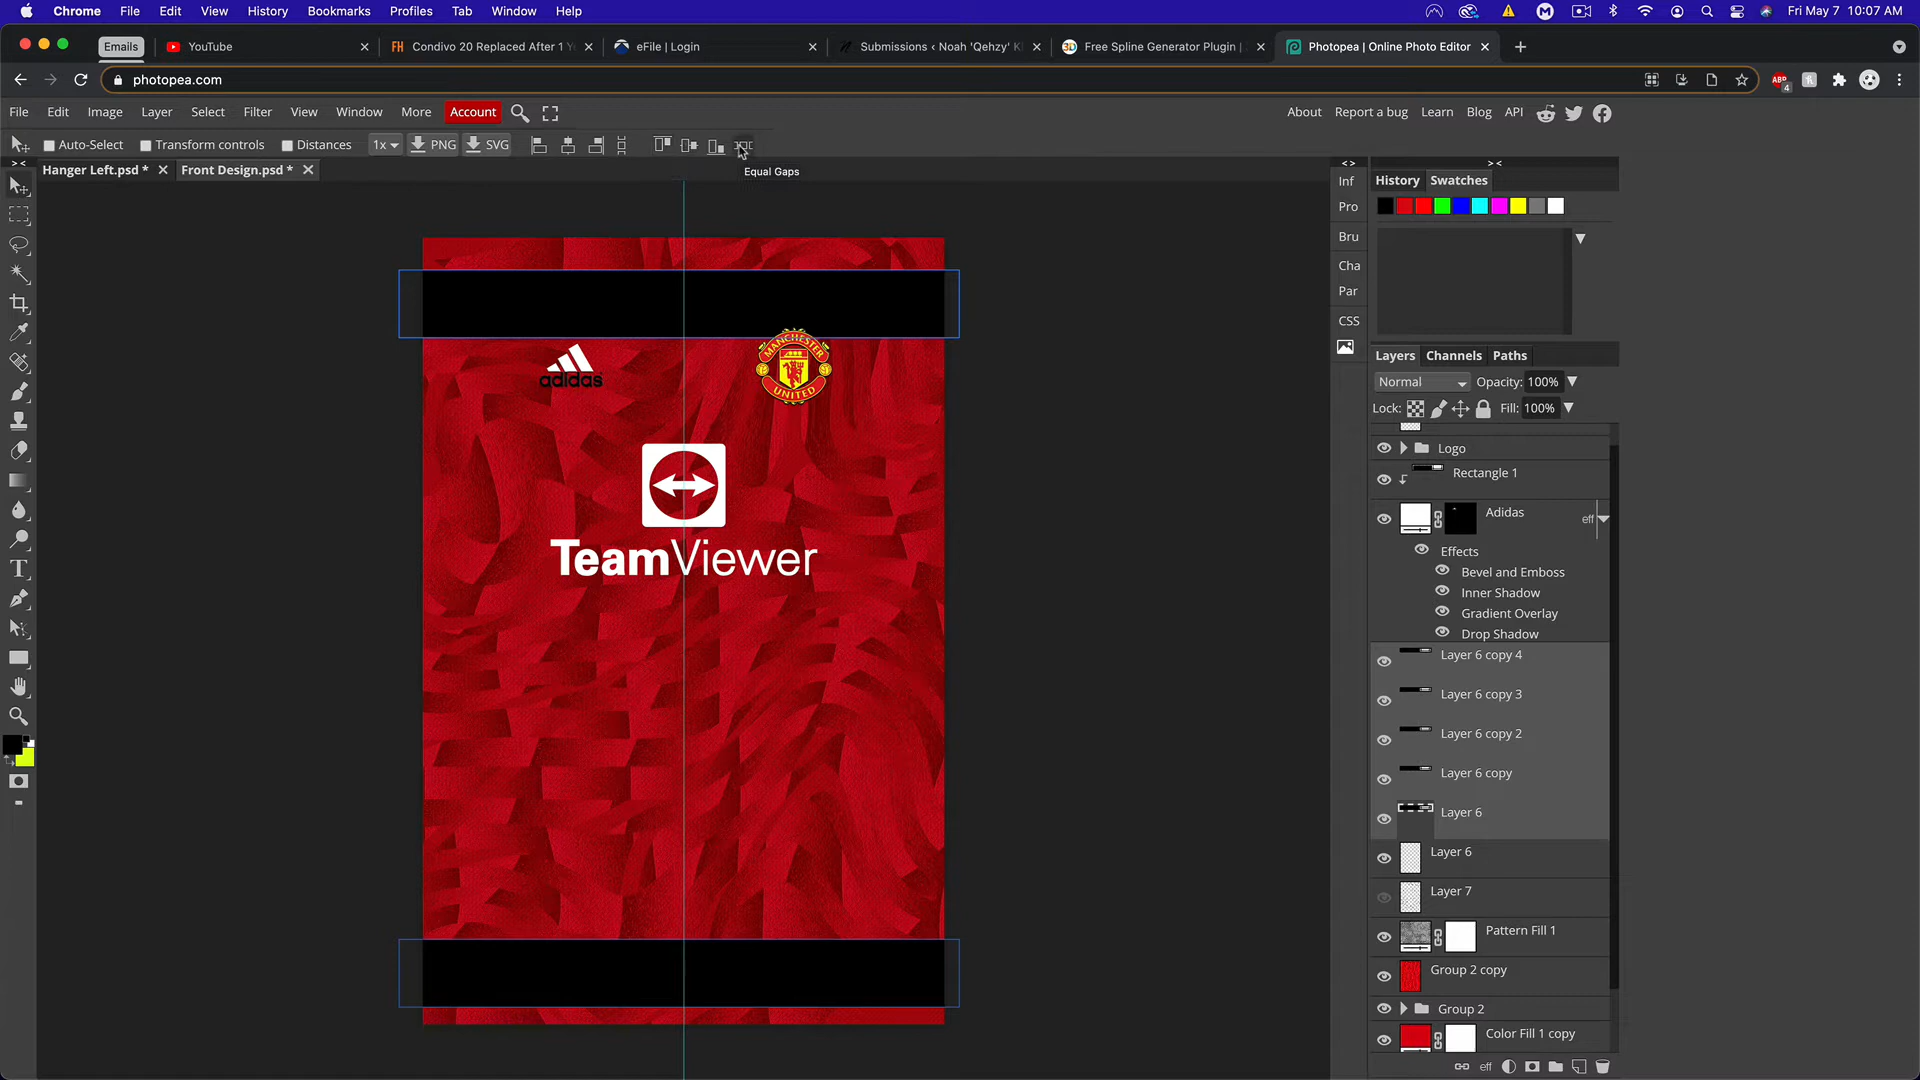 Chrome File Edit View History Bookmarks Profiles Tab Window Help Fri May 7 10:07 AM
Emails YouTube Condivo 20 Replaced After 1 Y eFile | Login Submissions ‹ Noah 'Qehzy' K Free Spline Generator Plugin | Photopea | Online Photo Editor
photopea.com ABP 4
File Edit Image Layer Select Filter View Window More Account About Report a bug Learn Blog API
Auto-Select Transform controls Distances 1x PNG SVG
Equal Gaps
Hanger Left.psd * Front Design.psd *
Inf
Pro
Bru
Cha
Par
CSS
History Swatches
adidas
MANCHESTER
UNITED
TeamViewer
Layers Channels Paths
Normal Opacity: 100%
Lock: Fill: 100%
Logo
Rectangle 1
Adidas eff
Effects
Bevel and Emboss
Inner Shadow
Gradient Overlay
Drop Shadow
Layer 6 copy 4
Layer 6 copy 3
Layer 6 copy 2
Layer 6 copy
Layer 6
Layer 6
Layer 7
Pattern Fill 1
Group 2 copy
Group 2
Color Fill 1 copy
eff